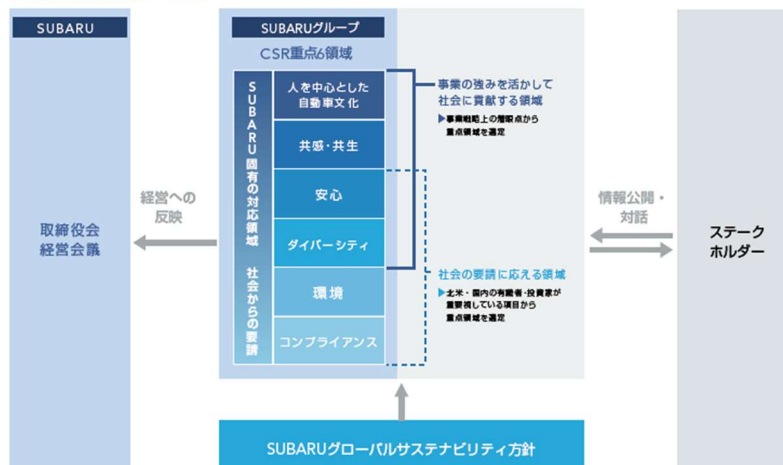 SUBARU
取締役会
経営会議
経営への
反映
SUBARUグループ
CSR重点6領域
SUBARU固有の対応領域
社会からの要請
人を中心とした
自動車文化
共感・共生
安心
ダイバーシティ
環境
コンプライアンス
事業の強みを活かして
社会に貢献する領域
▶事業戦略上の着眼点から
重点領域を選定
社会の要請に応える領域
▶北米・国内の有識者・投資家が
重要視している項目から
重点領域を選定
情報公開・
対話
ステーク
ホルダー
SUBARUグローバルサステナビリティ方針